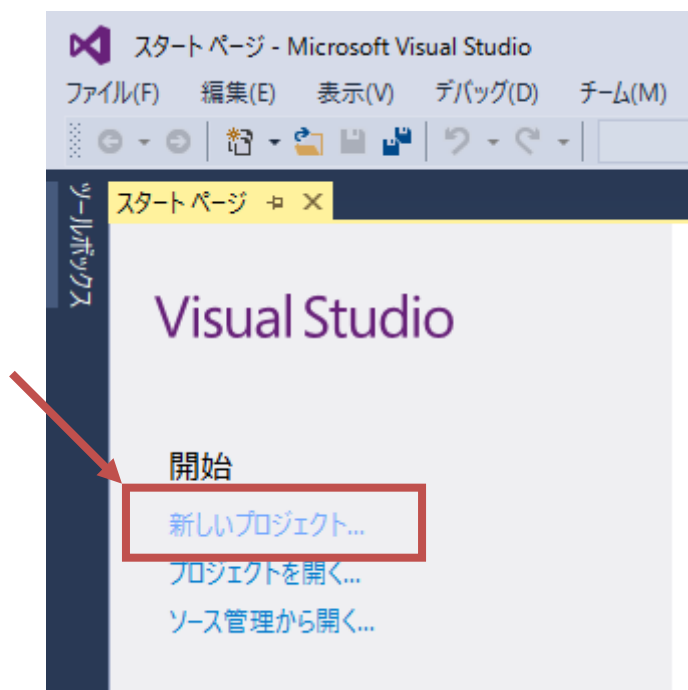 スタート ページ - Microsoft Visual Studio
ファイル(F) 編集(E) 表示(V) デバッグ(D) チーム(M)
ツールボックス
スタート ページ
Visual Studio
開始
新しいプロジェクト...
プロジェクトを開く...
ソース管理から開く...